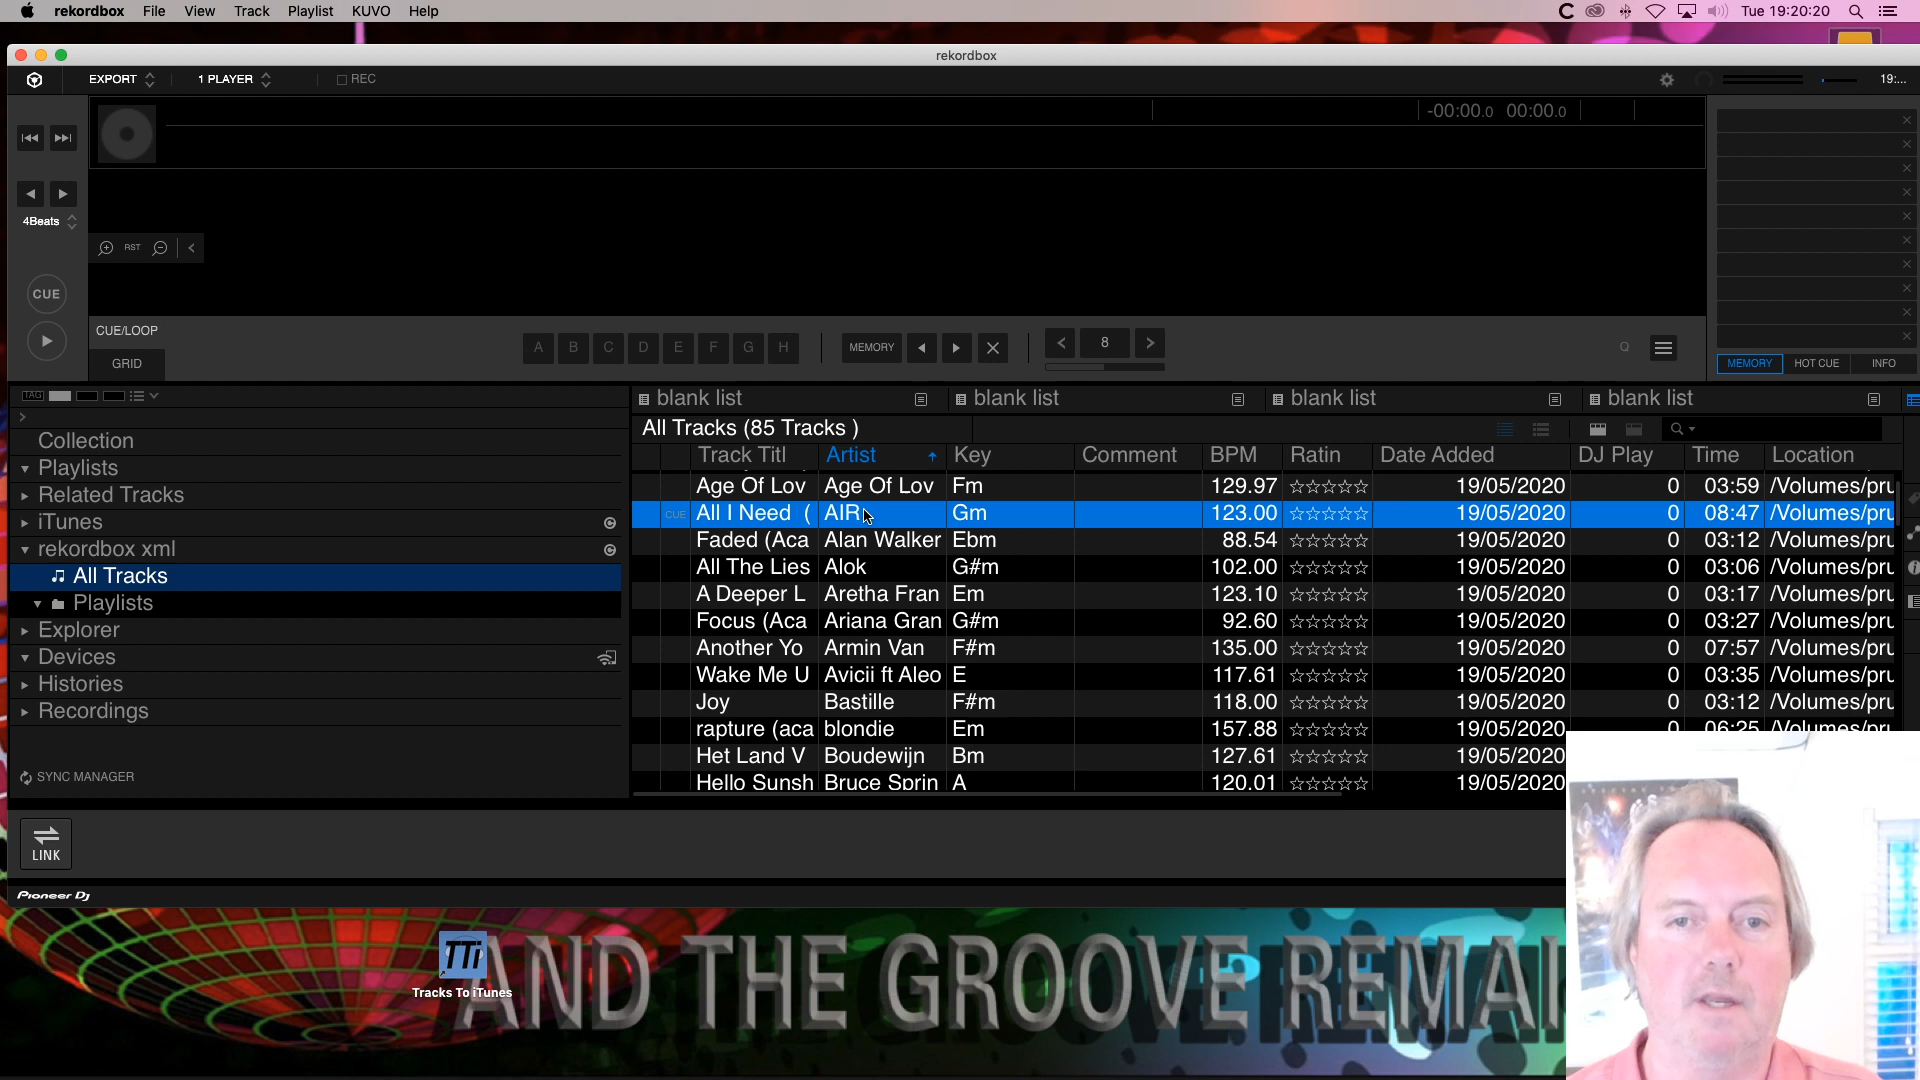 rekordbox File View Track Playlist KUVO Help Tue 19:20:20
rekordbox
EXPORT 1 PLAYER REC 19:...
-00:00.0 00:00.0
4Beats
RST
CUE
CUE/LOOP
GRID
A B C D E F G H MEMORY 8 Q
MEMORY HOT CUE INFO
TAG
Collection
Playlists
Related Tracks
iTunes
rekordbox xml
All Tracks
Playlists
Explorer
Devices
Histories
Recordings
SYNC MANAGER
blank list blank list blank list blank list
All Tracks (85 Tracks )
Track Titl Artist Key Comment BPM Ratin Date Added DJ Play Time Location
Age Of Lov Age Of Lov Fm 129.97 ☆☆☆☆☆ 19/05/2020 0 03:59 /Volumes/pru
CUE All I Need ( AIR Gm 123.00 ☆☆☆☆☆ 19/05/2020 0 08:47 /Volumes/pru
Faded (Aca Alan Walker Ebm 88.54 ☆☆☆☆☆ 19/05/2020 0 03:12 /Volumes/pru
All The Lies Alok G#m 102.00 ☆☆☆☆☆ 19/05/2020 0 03:06 /Volumes/pru
A Deeper L Aretha Fran Em 123.10 ☆☆☆☆☆ 19/05/2020 0 03:17 /Volumes/pru
Focus (Aca Ariana Gran G#m 92.60 ☆☆☆☆☆ 19/05/2020 0 03:27 /Volumes/pru
Another Yo Armin Van F#m 135.00 ☆☆☆☆☆ 19/05/2020 0 07:57 /Volumes/pru
Wake Me U Avicii ft Aleo E 117.61 ☆☆☆☆☆ 19/05/2020 0 03:35 /Volumes/pru
Joy Bastille F#m 118.00 ☆☆☆☆☆ 19/05/2020 0 03:12 /Volumes/pru
rapture (aca blondie Em 157.88 ☆☆☆☆☆ 19/05/2020 0 06:25 /Volumes/pru
Het Land V Boudewijn Bm 127.61 ☆☆☆☆☆ 19/05/2020
Hello Sunsh Bruce Sprin A 120.01 ☆☆☆☆☆ 19/05/2020
LINK
Pioneer Dj
TTi
Tracks To iTunes
AND THE GROOVE REMAI